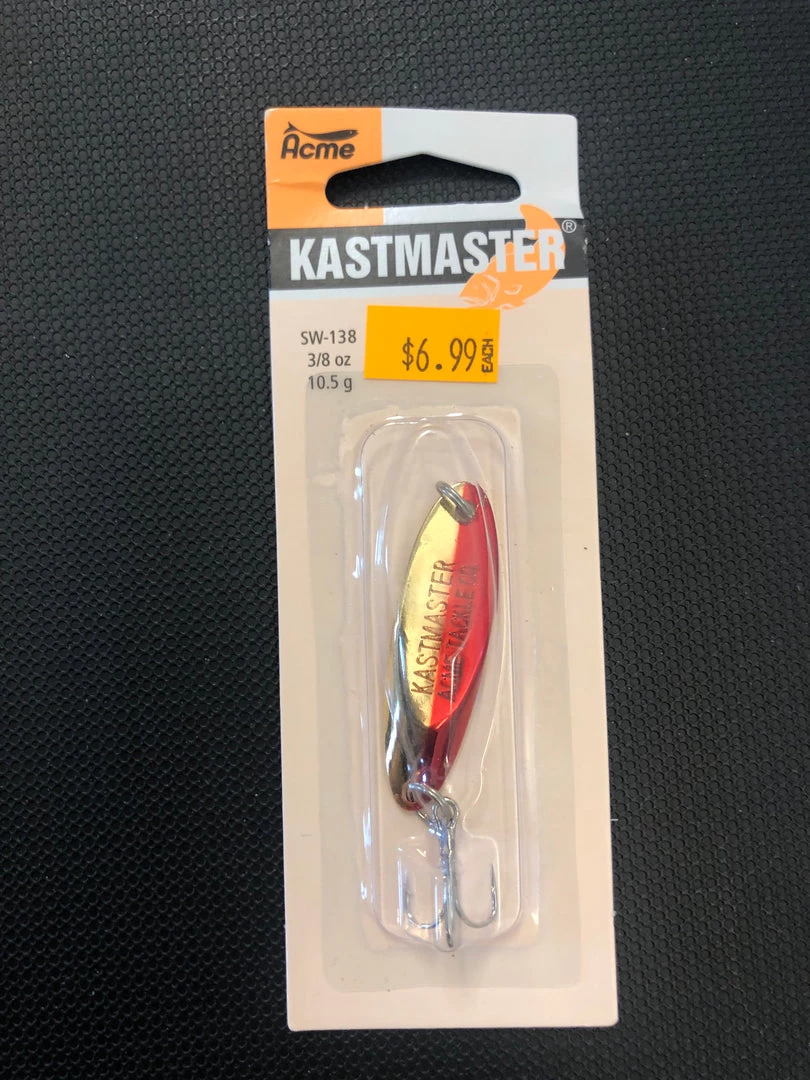 Acme
KASTMASTER®
SW-138
3/8 oz
10.5 g
$6.99 EACH
KASTMASTER
ACME TACKLE CO.